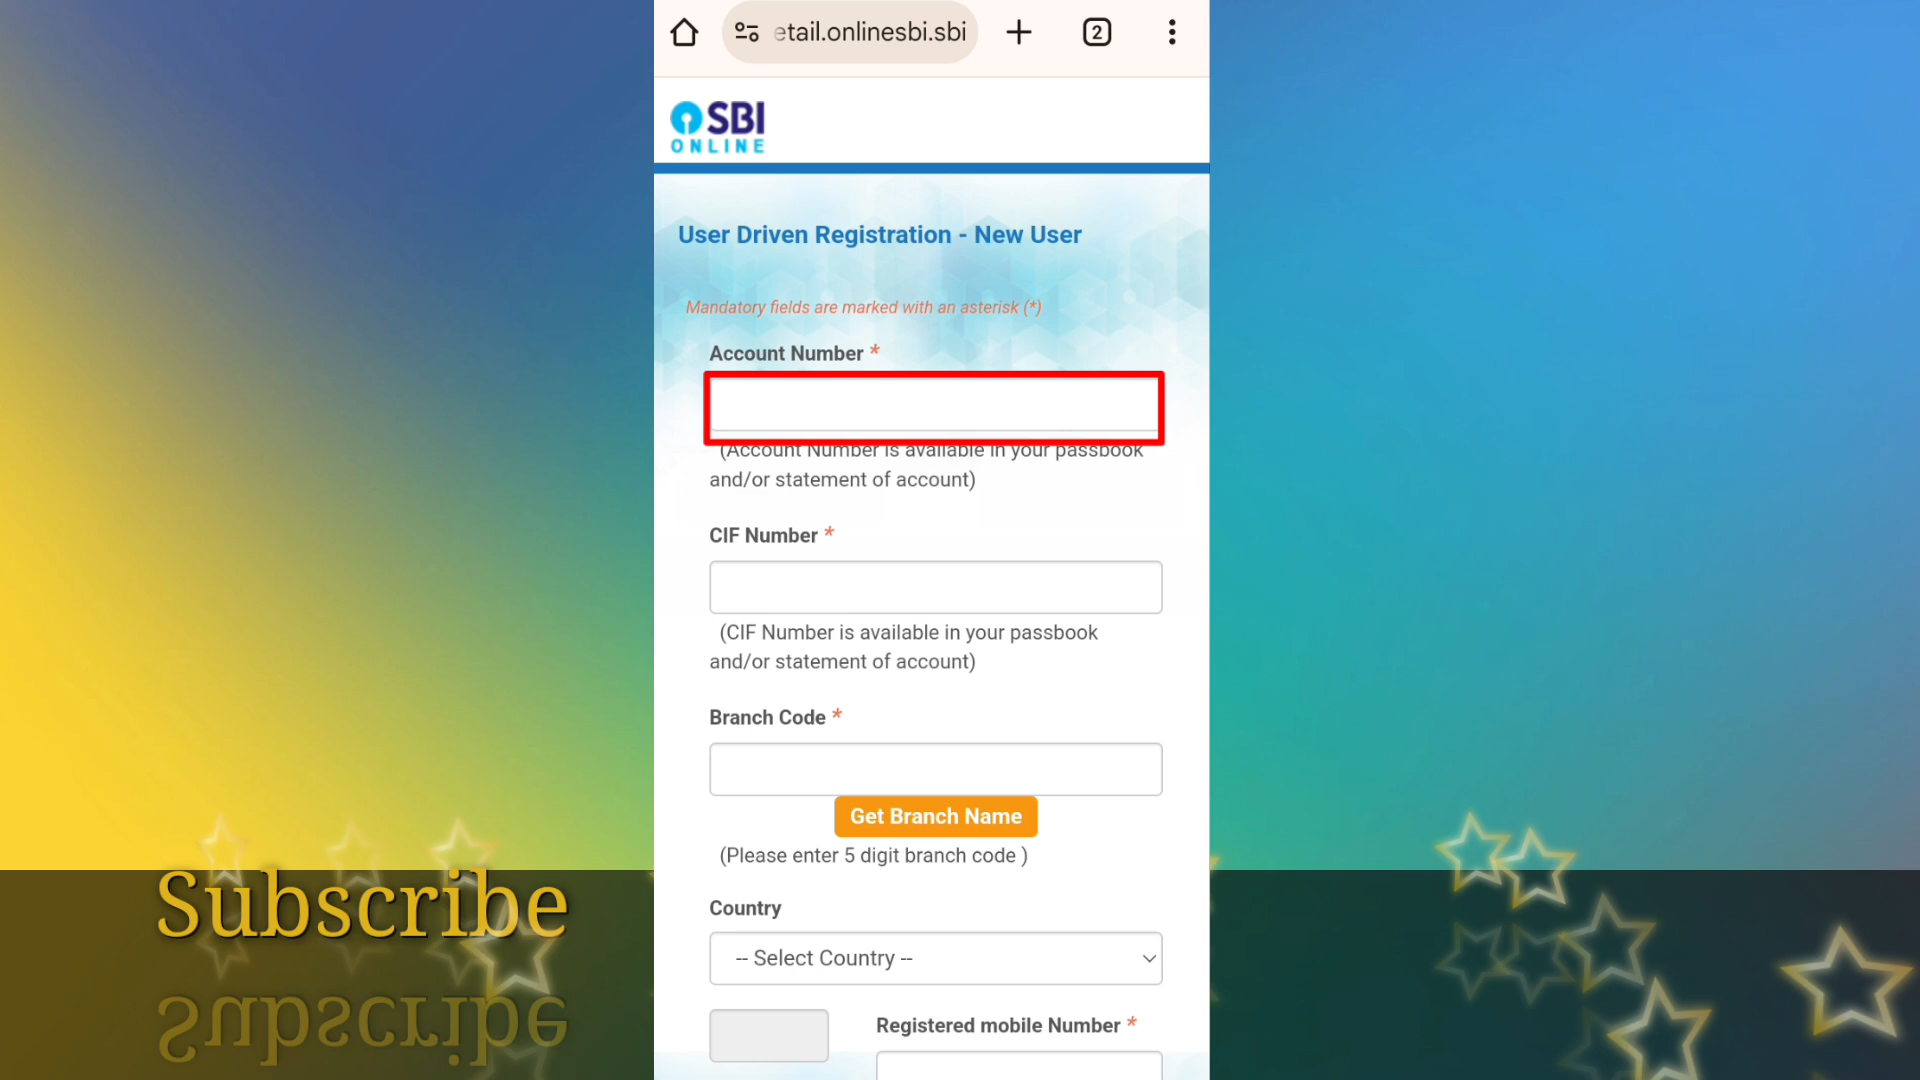 etail.onlinesbi.sbi
2
SBI
ONLINE
User Driven Registration - New User
Mandatory fields are marked with an asterisk (*)
Account Number *
(Account Number is available in your passbook
and/or statement of account)
CIF Number *
(CIF Number is available in your passbook
and/or statement of account)
Branch Code *
Get Branch Name
(Please enter 5 digit branch code )
Country
-- Select Country --
Registered mobile Number *
Subscribe
Subscribe